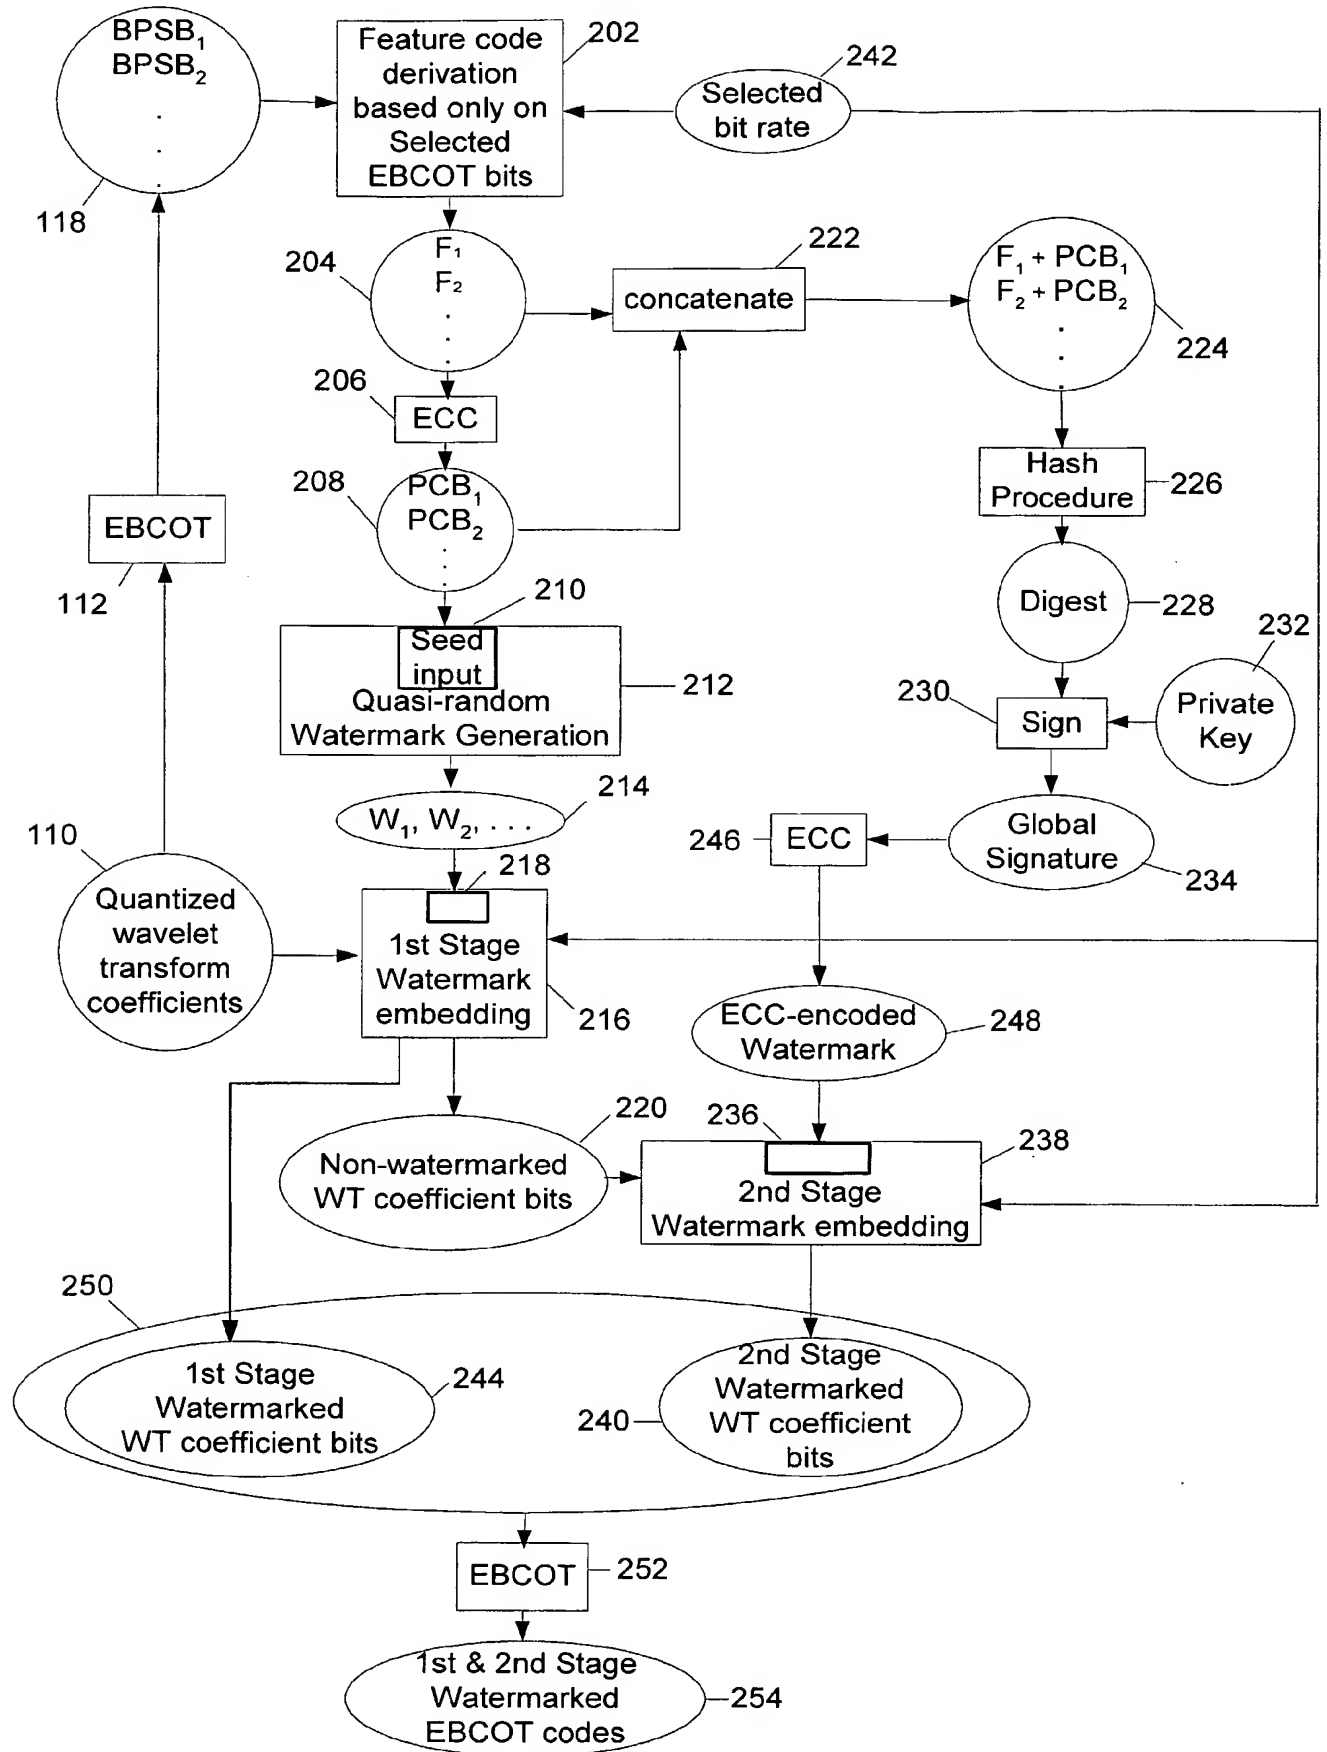 BPSB₁
BPSB₂
.
.
.
118
Feature code
derivation
based only on
Selected
EBCOT bits
202
Selected
bit rate
242
204
F₁
F₂
.
.
.
222
concatenate
F₁ + PCB₁
F₂ + PCB₂
.
.
.
224
206
ECC
208
PCB₁
PCB₂
.
.
.
Hash
Procedure
226
EBCOT
112
210
Seed
input
Quasi-random
Watermark Generation
212
Digest
228
232
Private
Key
230
Sign
214
W₁, W₂, . . .
246
ECC
Global
Signature
234
110
Quantized
wavelet
transform
coefficients
218
1st Stage
Watermark
embedding
216
ECC-encoded
Watermark
248
220
Non-watermarked
WT coefficient bits
236
238
2nd Stage
Watermark embedding
250
1st Stage
Watermarked
WT coefficient bits
244
240
2nd Stage
Watermarked
WT coefficient
bits
EBCOT
252
1st & 2nd Stage
Watermarked
EBCOT codes
254